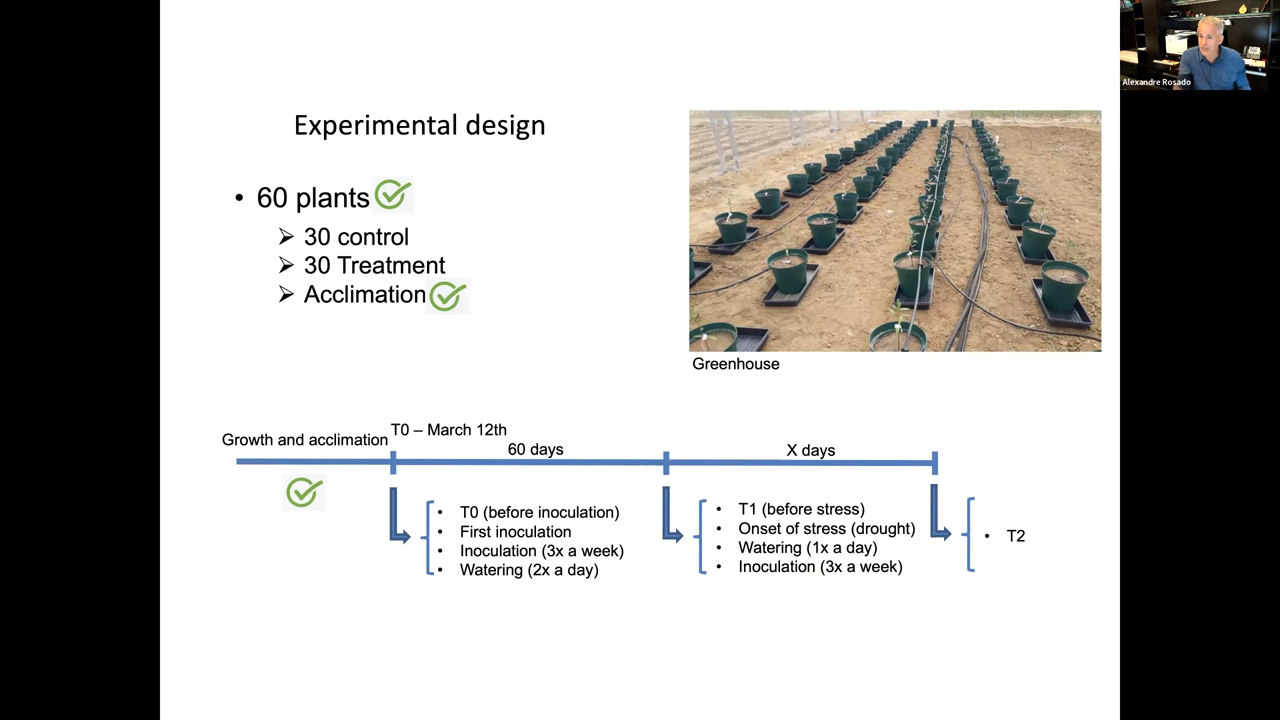 Alexandre Rosado
Experimental design
• 60 plants
➢ 30 control
➢ 30 Treatment
➢ Acclimation
Greenhouse
Growth and acclimation
T0 – March 12th
60 days
X days
• T0 (before inoculation)
• First inoculation
• Inoculation (3x a week)
• Watering (2x a day)
• T1 (before stress)
• Onset of stress (drought)
• Watering (1x a day)
• Inoculation (3x a week)
• T2